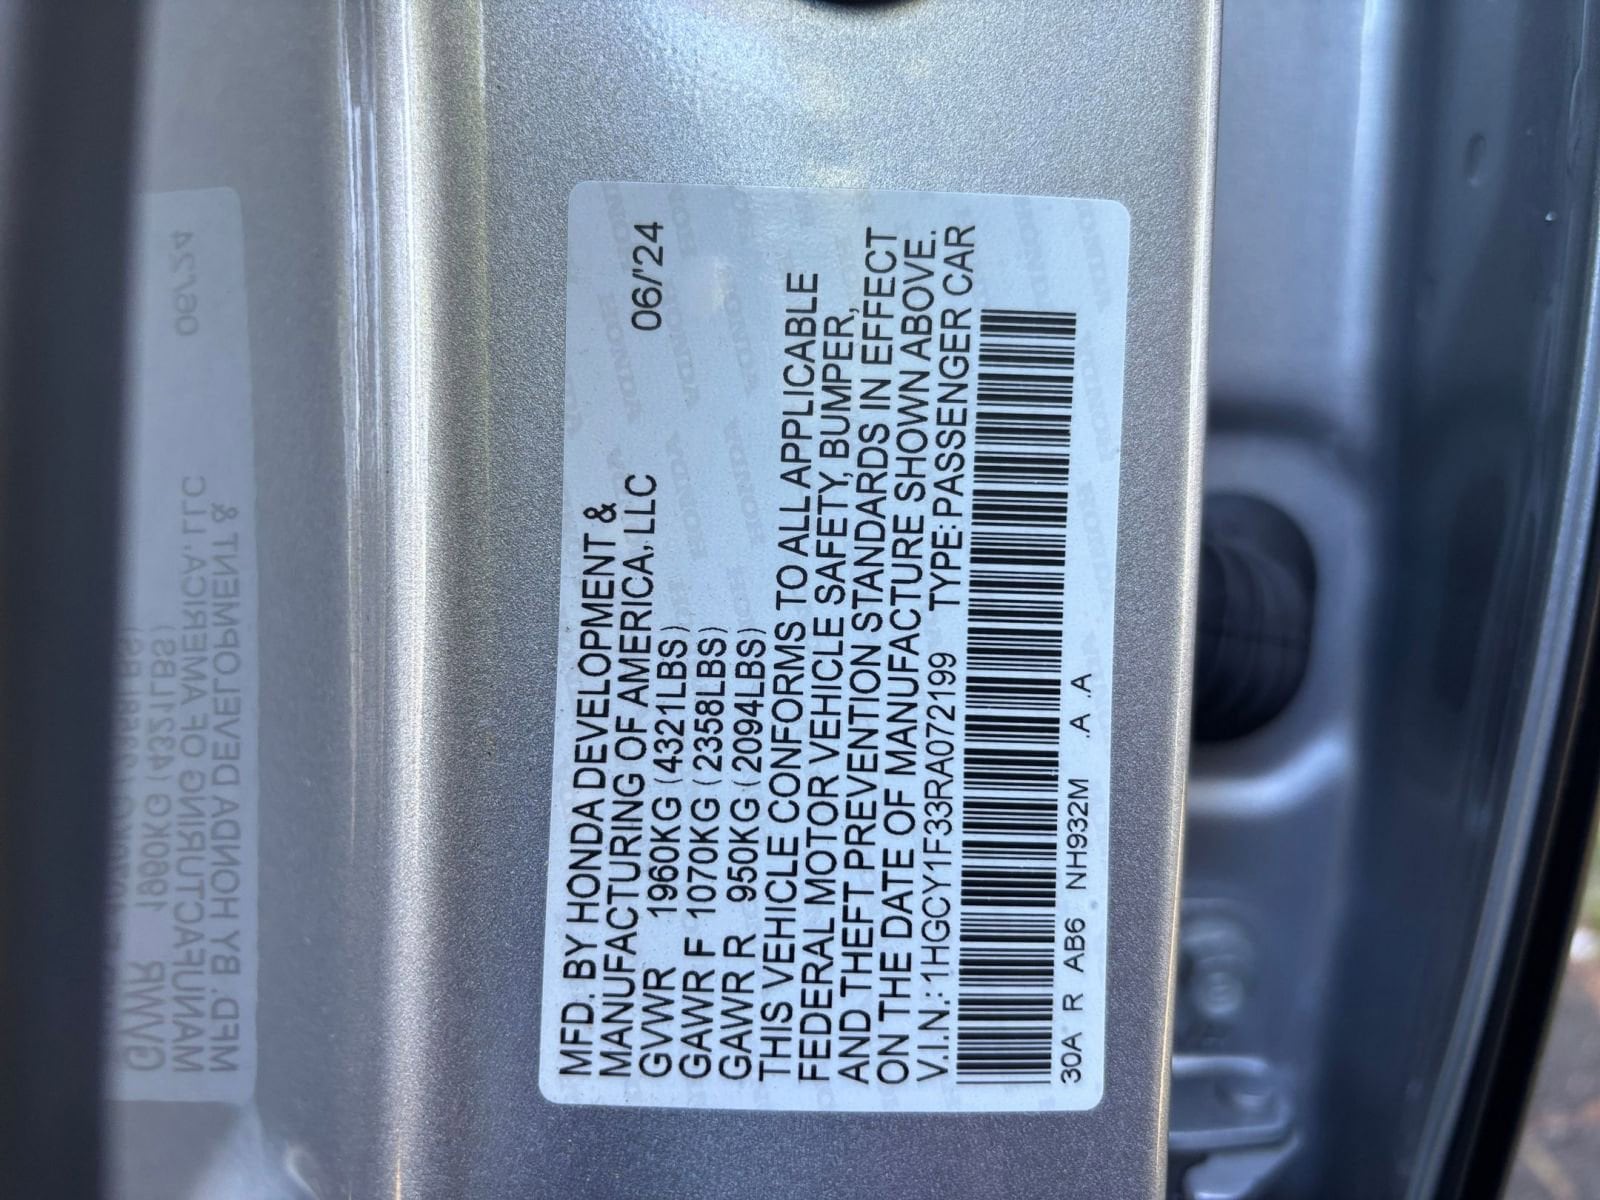 MFD. BY HONDA DEVELOPMENT &
MANUFACTURING OF AMERICA, LLC 06/'24
GVWR 1960KG (4321LBS)
GAWR F 1070KG (2358LBS)
GAWR R 950KG (2094LBS)
THIS VEHICLE CONFORMS TO ALL APPLICABLE
FEDERAL MOTOR VEHICLE SAFETY, BUMPER,
AND THEFT PREVENTION STANDARDS IN EFFECT
ON THE DATE OF MANUFACTURE SHOWN ABOVE.
V.I.N.: 1HGCY1F33RA072199 TYPE: PASSENGER CAR
30A R AB6 NH932M .A .A